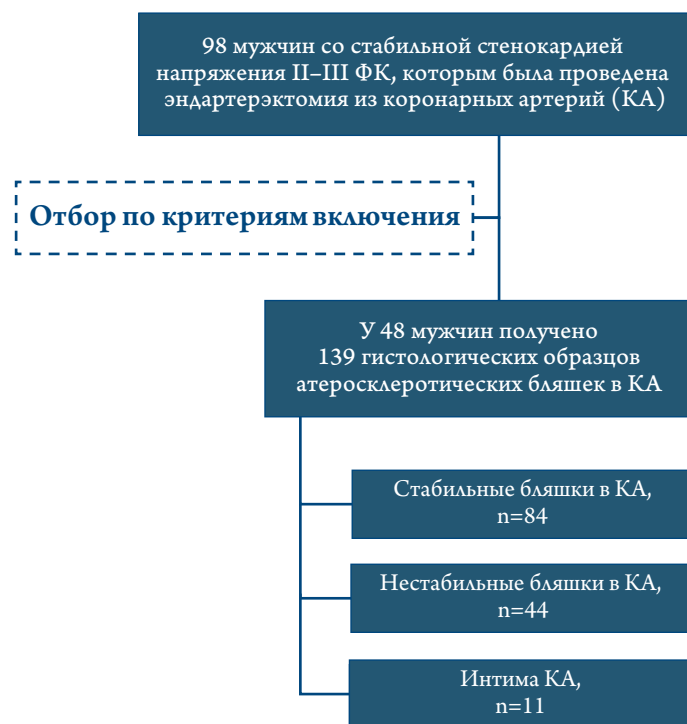 98 мужчин со стабильной стенокардией
напряжения II–III ФК, которым была проведена
эндартерэктомия из коронарных артерий (КА)
Отбор по критериям включения
У 48 мужчин получено
139 гистологических образцов
атеросклеротических бляшек в КА
Стабильные бляшки в КА,
n=84
Нестабильные бляшки в КА,
n=44
Интима КА,
n=11